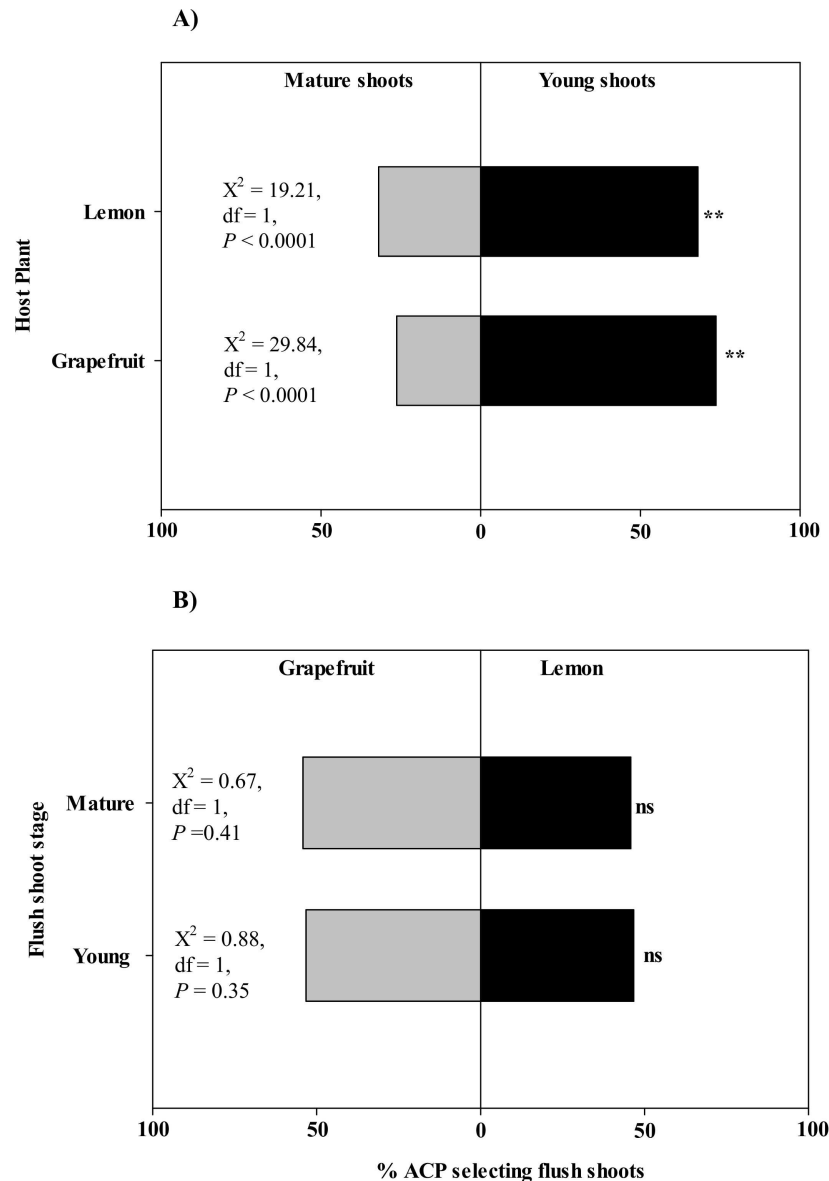 A)
Mature shoots
Young shoots
Host Plant
Lemon
X² = 19.21,
df = 1,
P < 0.0001
**
Grapefruit
X² = 29.84,
df = 1,
P < 0.0001
**
100
50
0
50
100
B)
Grapefruit
Lemon
Flush shoot stage
Mature
X² = 0.67,
df = 1,
P =0.41
ns
Young
X² = 0.88,
df = 1,
P = 0.35
ns
100
50
0
50
100
% ACP selecting flush shoots